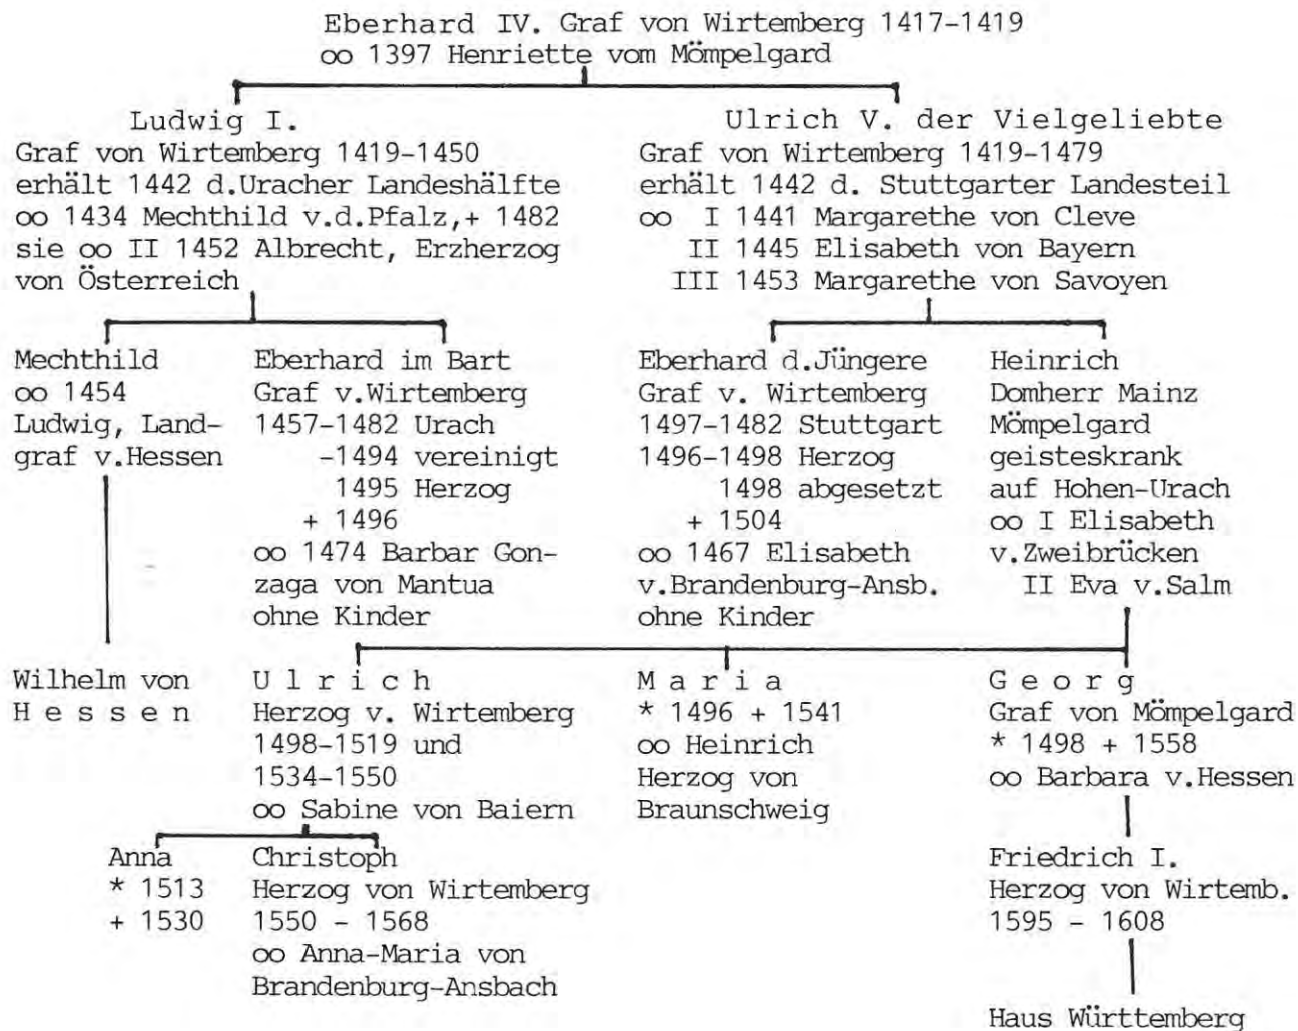 Eberhard IV. Graf von Wirtemberg 1417-1419
oo 1397 Henriette vom Mömpelgard
Ludwig I.
Graf von Wirtemberg 1419-1450
erhält 1442 d.Uracher Landeshälfte
oo 1434 Mechthild v.d.Pfalz,+ 1482
sie oo II 1452 Albrecht, Erzherzog
von Österreich
Ulrich V. der Vielgeliebte
Graf von Wirtemberg 1419-1479
erhält 1442 d. Stuttgarter Landesteil
oo I 1441 Margarethe von Cleve
II 1445 Elisabeth von Bayern
III 1453 Margarethe von Savoyen
Mechthild
oo 1454
Ludwig, Land-
graf v.Hessen
Eberhard im Bart
Graf v.Wirtemberg
1457-1482 Urach
-1494 vereinigt
1495 Herzog
+ 1496
oo 1474 Barbar Gon-
zaga von Mantua
ohne Kinder
Eberhard d.Jüngere
Graf v. Wirtemberg
1497-1482 Stuttgart
1496-1498 Herzog
1498 abgesetzt
+ 1504
oo 1467 Elisabeth
v.Brandenburg-Ansb.
ohne Kinder
Heinrich
Domherr Mainz
Mömpelgard
geisteskrank
auf Hohen-Urach
oo I Elisabeth
v.Zweibrücken
II Eva v.Salm
Wilhelm von
H e s s e n
U l r i c h
Herzog v. Wirtemberg
1498-1519 und
1534-1550
oo Sabine von Baiern
M a r i a
* 1496 + 1541
oo Heinrich
Herzog von
Braunschweig
G e o r g
Graf von Mömpelgard
* 1498 + 1558
oo Barbara v.Hessen
Anna
* 1513
+ 1530
Christoph
Herzog von Wirtemberg
1550 - 1568
oo Anna-Maria von
Brandenburg-Ansbach
Friedrich I.
Herzog von Wirtemb.
1595 - 1608
Haus Württemberg